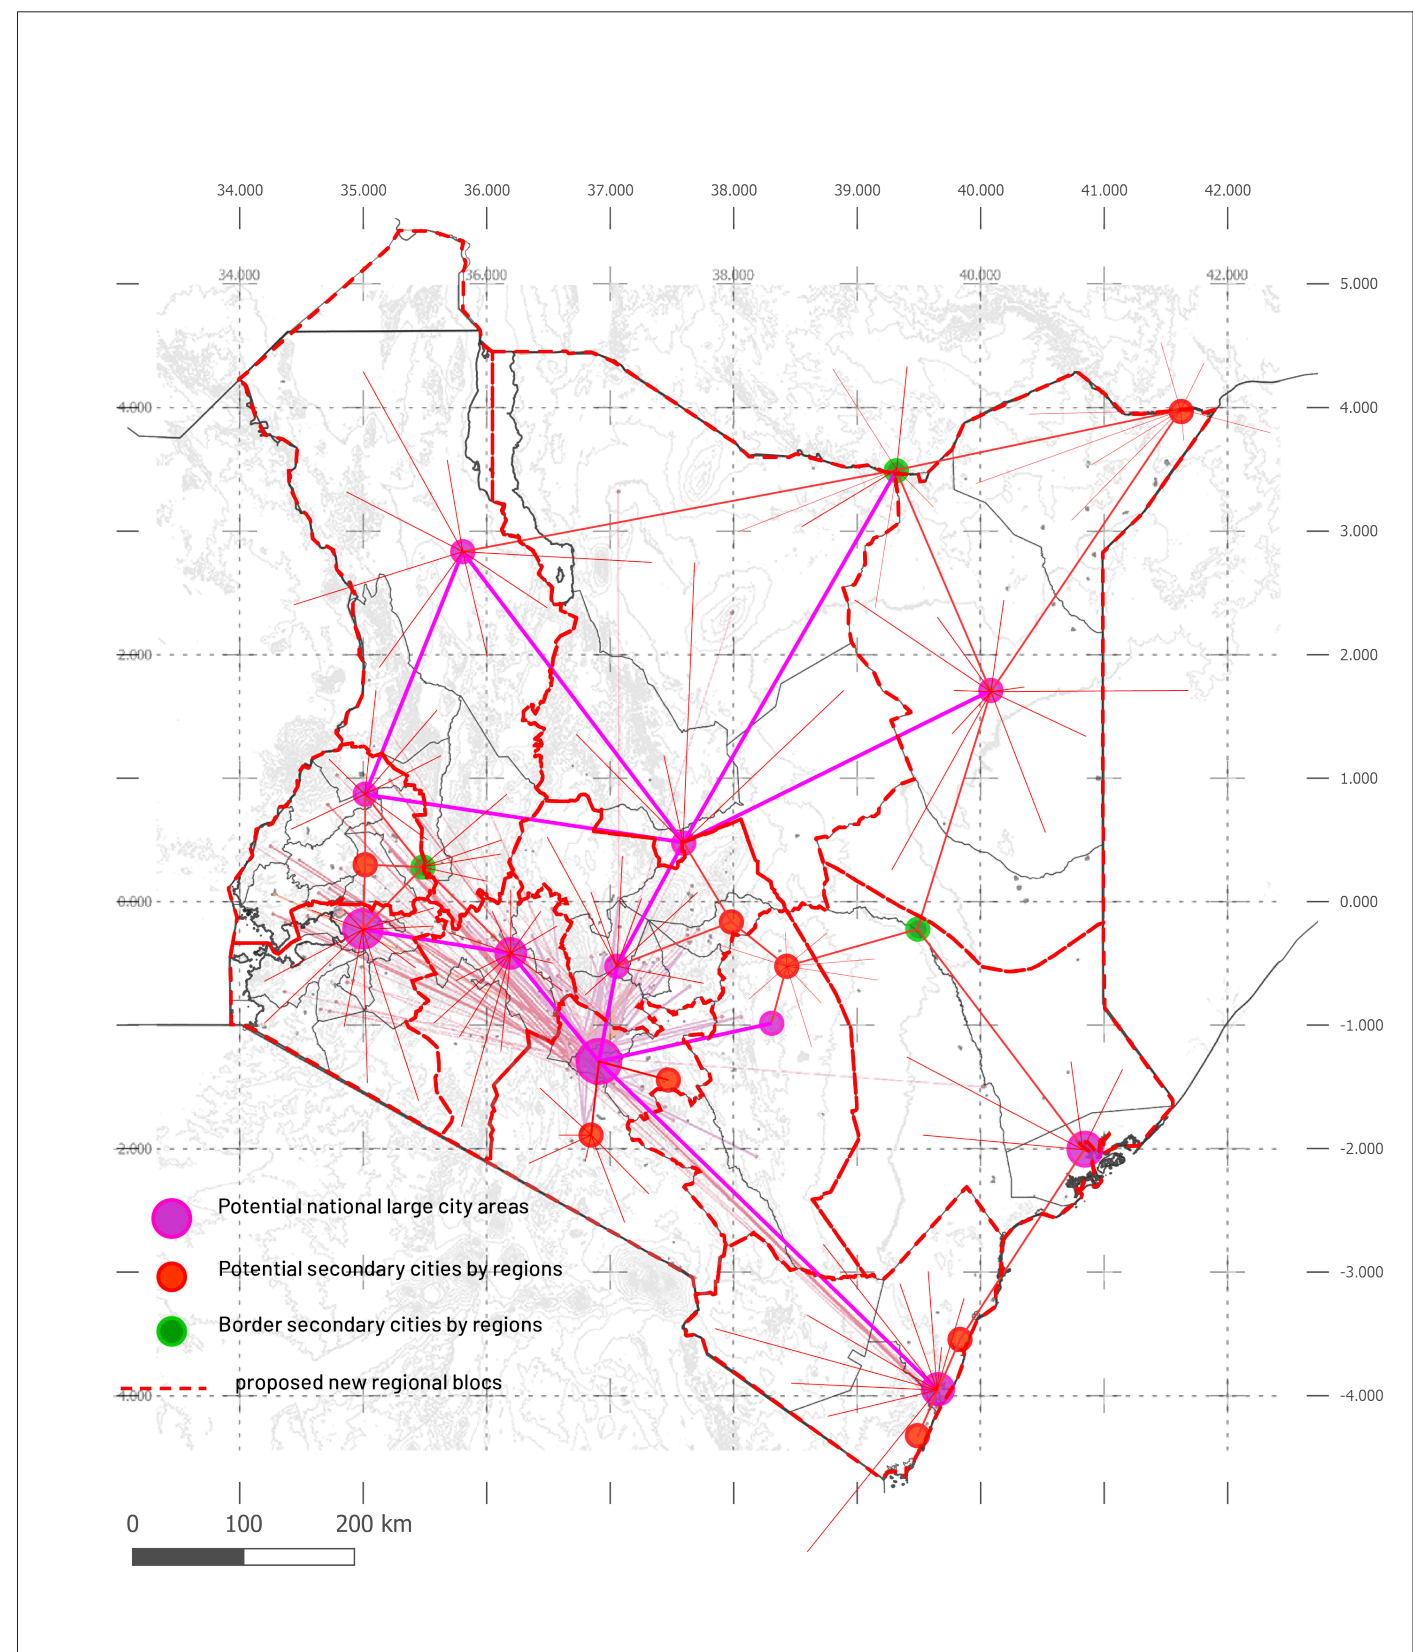 34.000 35.000 36.000 37.000 38.000 39.000 40.000 41.000 42.000
34.000 36.000 38.000 40.000 42.000
5.000
4.000 4.000
3.000
2.000 2.000
1.000
0.000 0.000
-1.000
2.000 -2.000
Potential national large city areas
Potential secondary cities by regions
-3.000
Border secondary cities by regions
proposed new regional blocs
-4.000
0 100 200 km